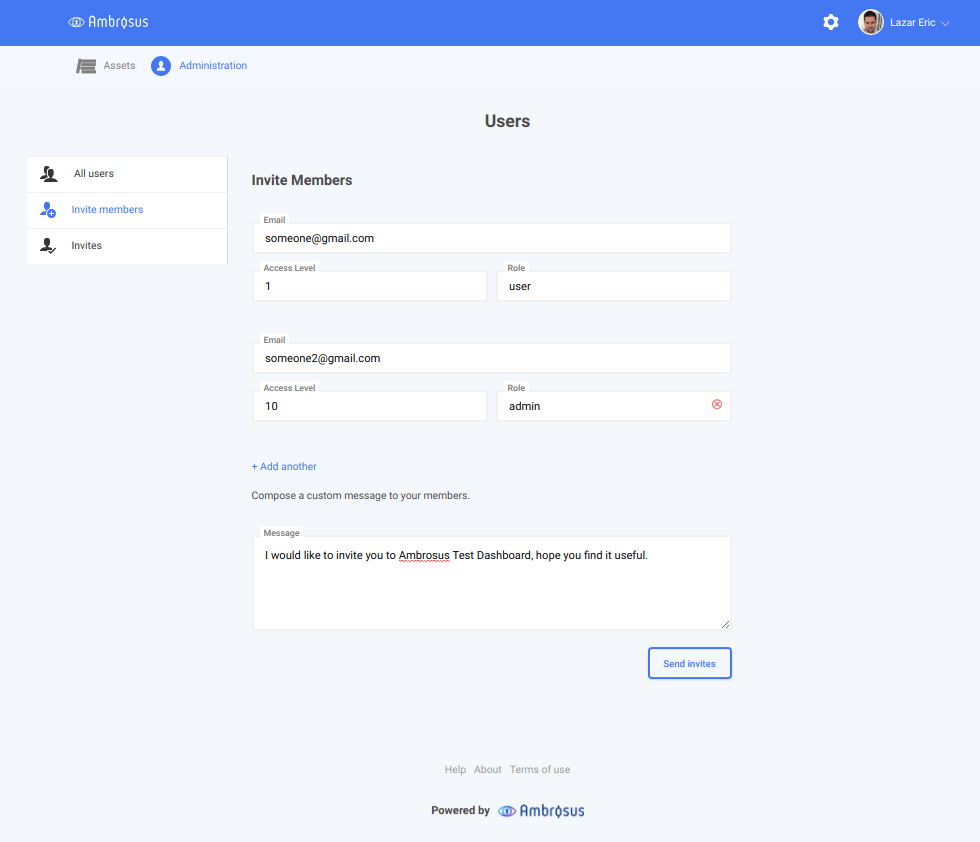 Ambrosus
Lazar Eric
Assets
Administration
Users
All users
Invite members
Invites
Invite Members
Email
someone@gmail.com
Access Level
1
Role
user
Email
someone2@gmail.com
Access Level
10
Role
admin
+ Add another
Compose a custom message to your members.
Message
I would like to invite you to Ambrosus Test Dashboard, hope you find it useful.
Send invites
Help About Terms of use
Powered by Ambrosus